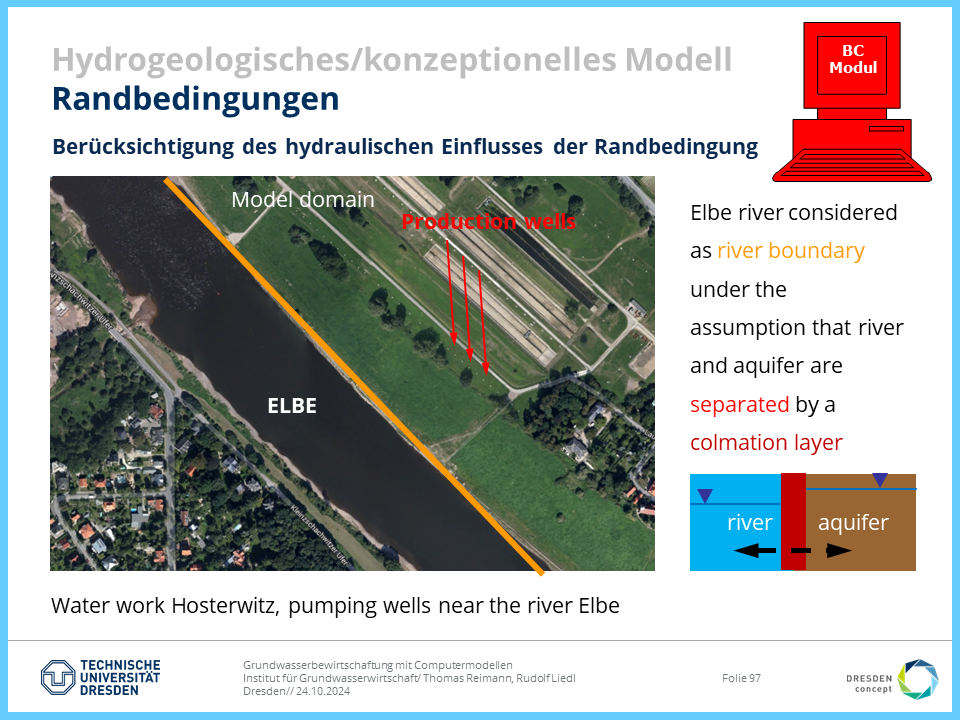 Hydrogeologisches/konzeptionelles Modell
Randbedingungen
BC
Modul
Berücksichtigung des hydraulischen Einflusses der Randbedingung
Model domain
Production wells
ELBE
Kleinzschachwitzer Ufer
Elbe river considered
as river boundary
under the
assumption that river
and aquifer are
separated by a
colmation layer
river
aquifer
Water work Hosterwitz, pumping wells near the river Elbe
TECHNISCHE
UNIVERSITÄT
DRESDEN
Grundwasserbewirtschaftung mit Computermodellen
Institut für Grundwasserwirtschaft/ Thomas Reimann, Rudolf Liedl
Dresden// 24.10.2024
Folie 97
DRESDEN
concept